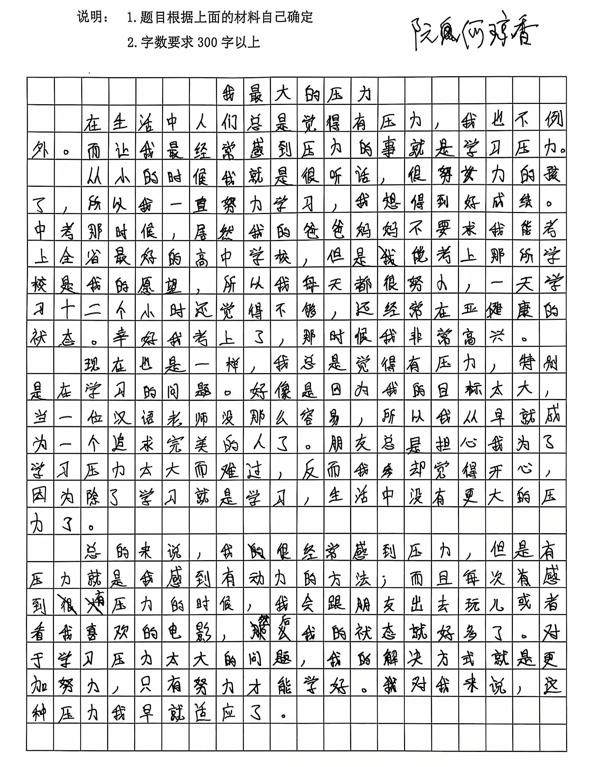 说明： 1.题目根据上面的材料自己确定
2.字数要求 300 字以上
阮 何琼香
我最大的压力
在生活中人们总是觉得有压力，我也不例
外。而让我最经常感到压力的事就是学习压力。
从小的时候我就是很听话，很努力的孩
了，所以我一直努力学习，我想得到好成绩。
中考那时候，居然我的爸爸妈妈不要求我能考
上全省最好的高中学校，但是我能考上那所学
校是我的愿望，所以我每天都很努力，一天学
习十二个小时还觉得不够，还经常在亚健康的
状态。幸好我考上了，那时候我非常高兴。
现在也是一样，我总是觉得有压力，特别
是在学习的问题。好像是因为我的目标太大，
当一位汉语老师没那么容易，所以我从早就成
为一个追求完美的人了。朋友总是担心我为了
学习压力太大而难过，反而我却觉得开心，
因为除了学习就是学习，生活中没有更大的压
力了。
总的来说，我的很经常感到压力，但是有
压力就是我感到有动力的方法；而且每次有感
到有压力的时候，我会跟朋友出去玩儿或者
看我喜欢的电影，然后我的状态就好多了。对
于学习压力太大的问题，我的解决方式就是更
加努力，只有努力才能学好。我对我来说，这
种压力我早就适应了。